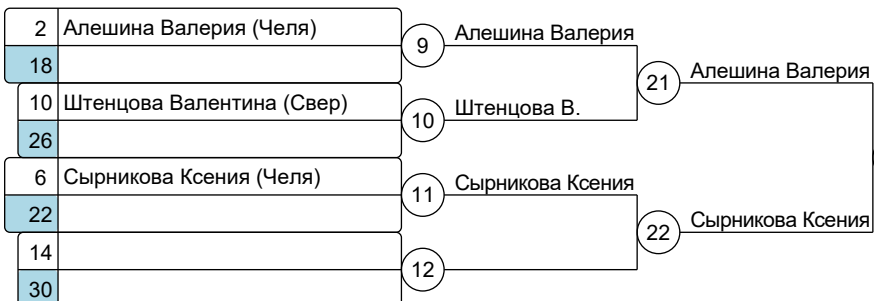 2 Алешина Валерия (Челя)
18
10 Штенцова Валентина (Свер)
26
6 Сырникова Ксения (Челя)
22
14
30
9 Алешина Валерия
10 Штенцова В.
11 Сырникова Ксения
12
21 Алешина Валерия
22 Сырникова Ксения